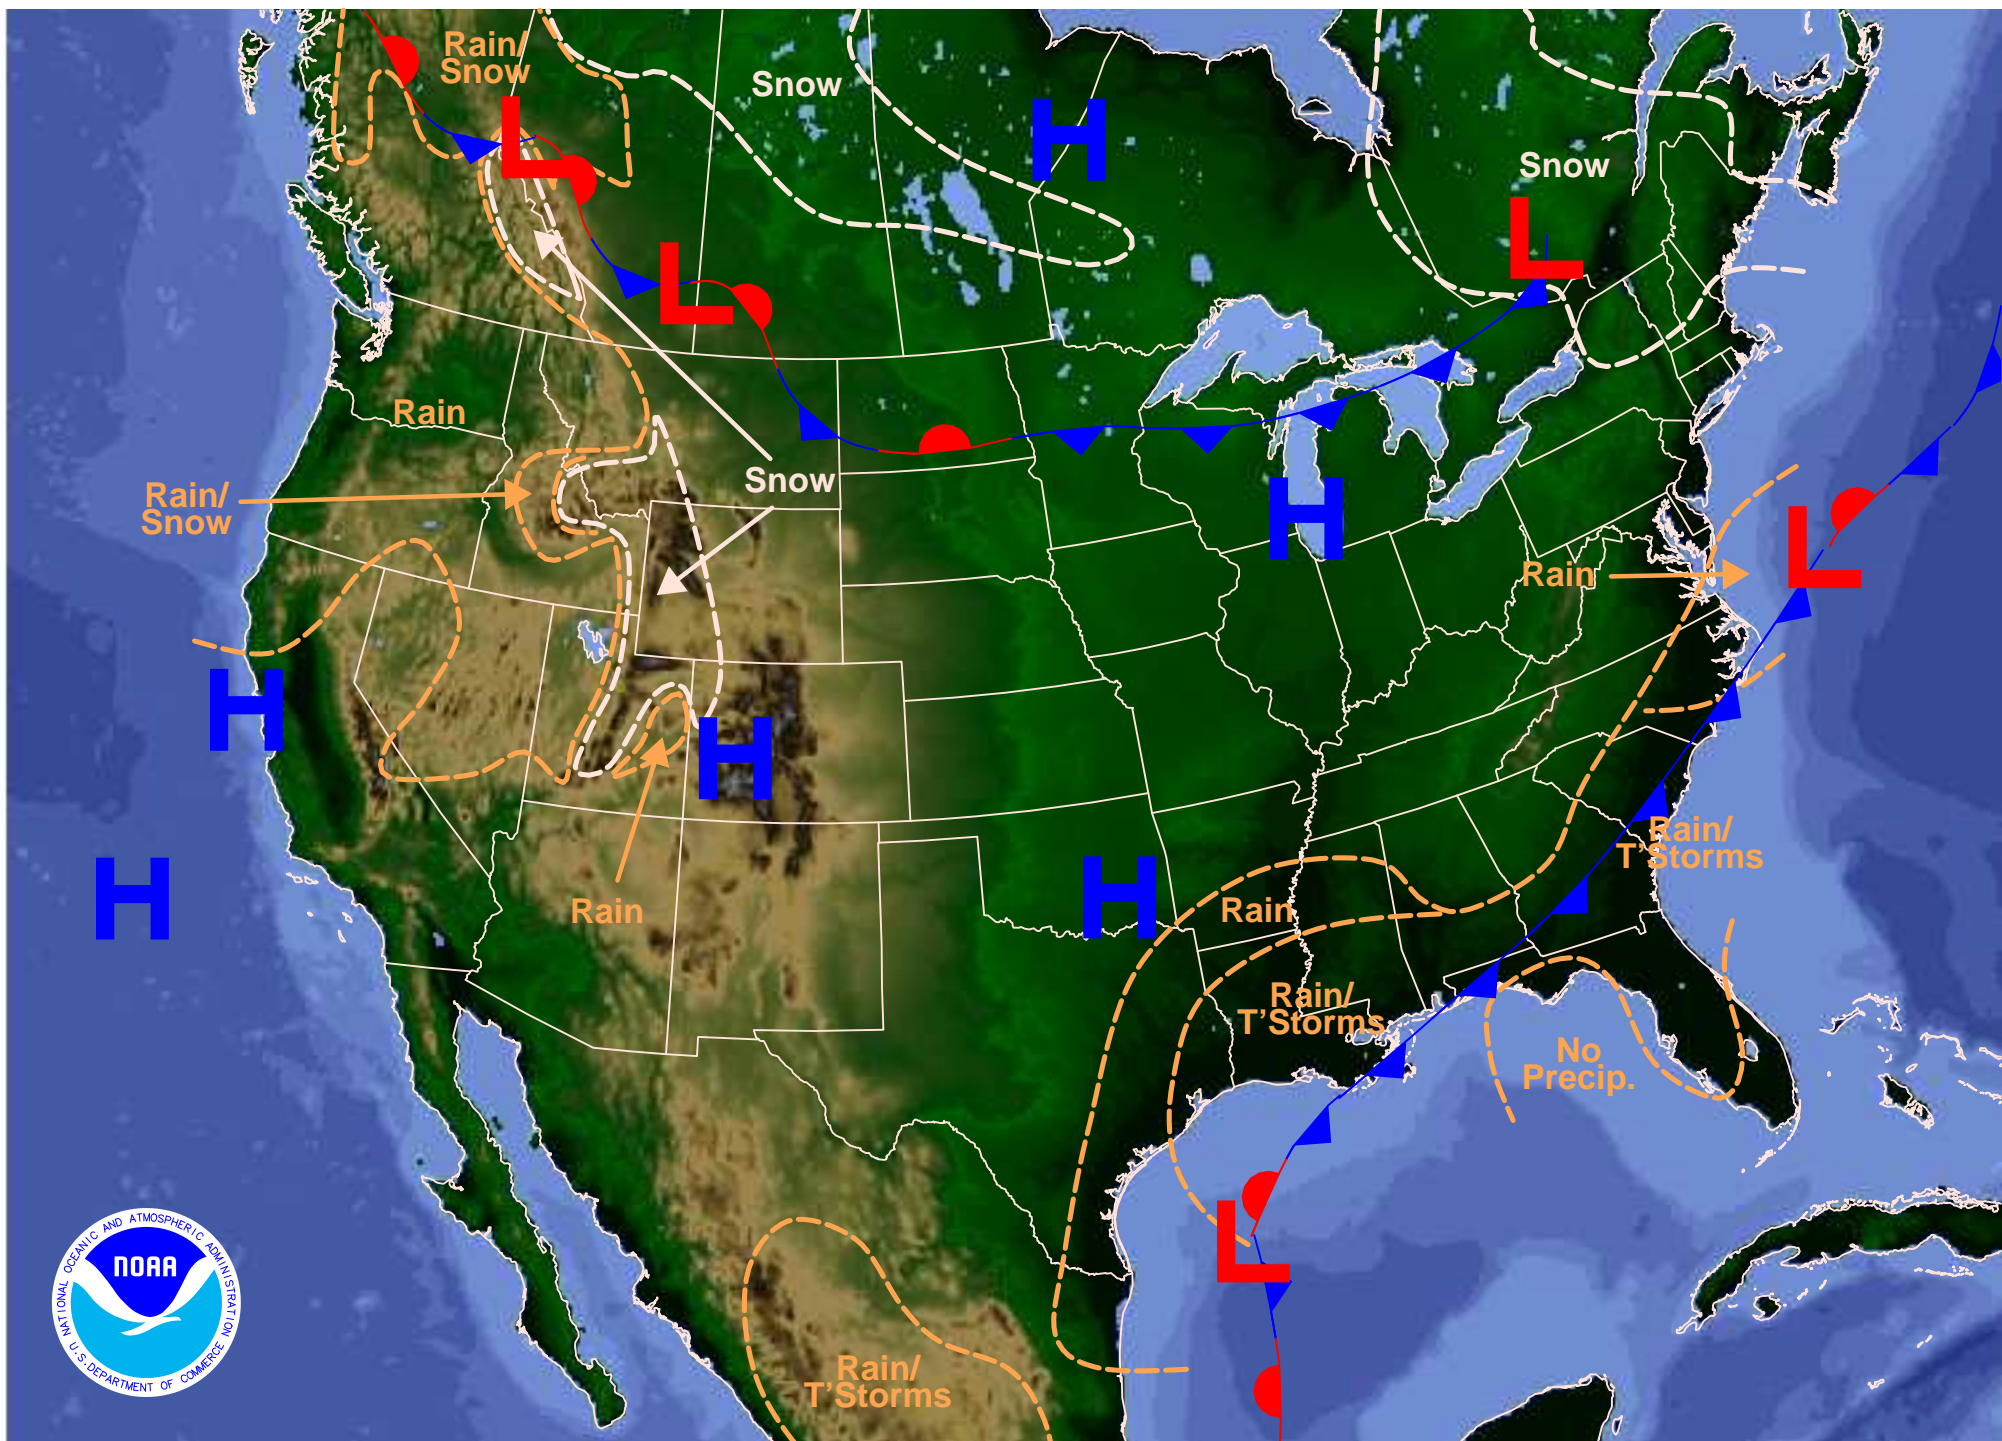 Rain/
Snow
Snow
H
L
Snow
L
L
Rain
Snow
Rain/
Snow
H
L
Rain
H
H
Rain/
T'Storms
H
H
Rain
Rain
Rain/
T'Storms
No
Precip.
L
Rain/
T'Storms
NATIONAL OCEANIC AND ATMOSPHERIC ADMINISTRATION
NOAA
U.S. DEPARTMENT OF COMMERCE